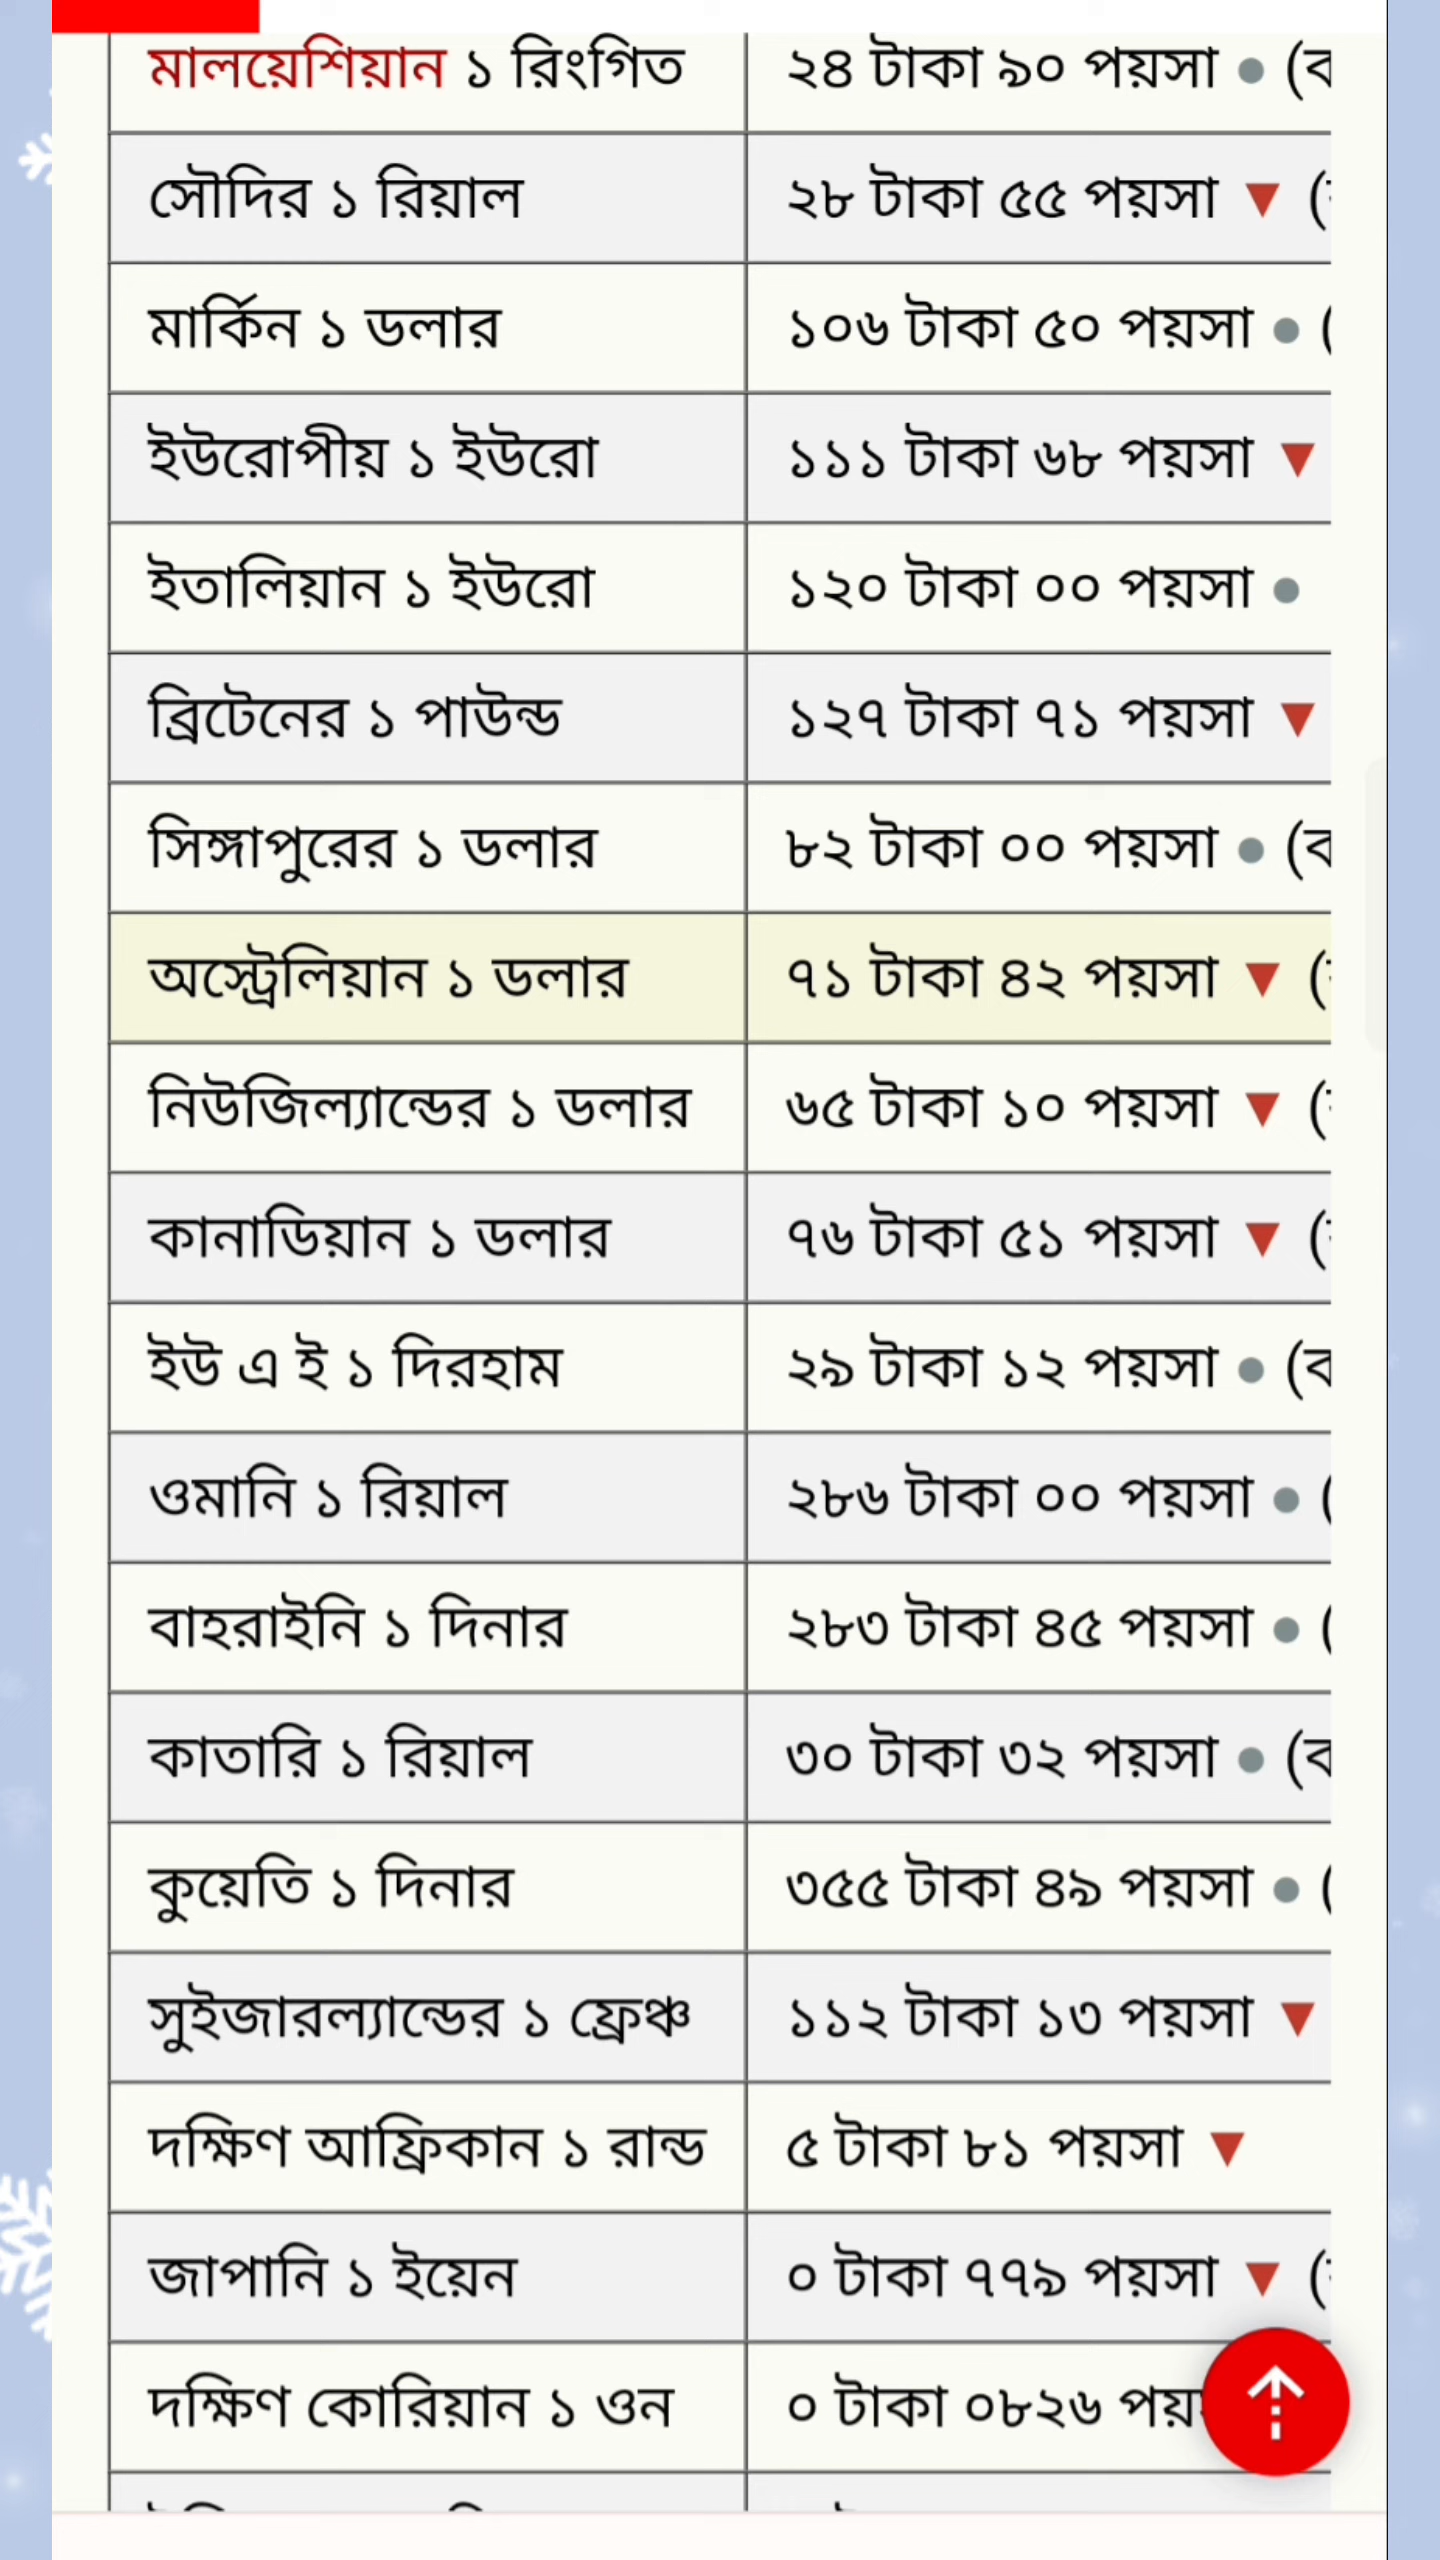 মালয়েশিয়ান ১ রিংগিত ২৪ টাকা ৯০ পয়সা ● (
সৌদির ১ রিয়াল ২৮ টাকা ৫৫ পয়সা ▼ (
মার্কিন ১ ডলার ১০৬ টাকা ৫০ পয়সা ● (
ইউরোপীয় ১ ইউরো ১১১ টাকা ৬৮ পয়সা ▼
ইতালিয়ান ১ ইউরো ১২০ টাকা ০০ পয়সা ●
ব্রিটেনের ১ পাউন্ড ১২৭ টাকা ৭১ পয়সা ▼
সিঙ্গাপুরের ১ ডলার ৮২ টাকা ০০ পয়সা ● (
অস্ট্রেলিয়ান ১ ডলার ৭১ টাকা ৪২ পয়সা ▼ (
নিউজিল্যান্ডের ১ ডলার ৬৫ টাকা ১০ পয়সা ▼ (
কানাডিয়ান ১ ডলার ৭৬ টাকা ৫১ পয়সা ▼ (
ইউ এ ই ১ দিরহাম ২৯ টাকা ১২ পয়সা ● (
ওমানি ১ রিয়াল ২৮৬ টাকা ০০ পয়সা ● (
বাহরাইনি ১ দিনার ২৮৩ টাকা ৪৫ পয়সা ● (
কাতারি ১ রিয়াল ৩০ টাকা ৩২ পয়সা ● (
কুয়েতি ১ দিনার ৩৫৫ টাকা ৪৯ পয়সা ● (
সুইজারল্যান্ডের ১ ফ্রেঞ্চ ১১২ টাকা ১৩ পয়সা ▼
দক্ষিণ আফ্রিকান ১ রান্ড ৫ টাকা ৮১ পয়সা ▼
জাপানি ১ ইয়েন ০ টাকা ৭৭৯ পয়সা ▼ (
দক্ষিণ কোরিয়ান ১ ওন ০ টাকা ০৮২৬